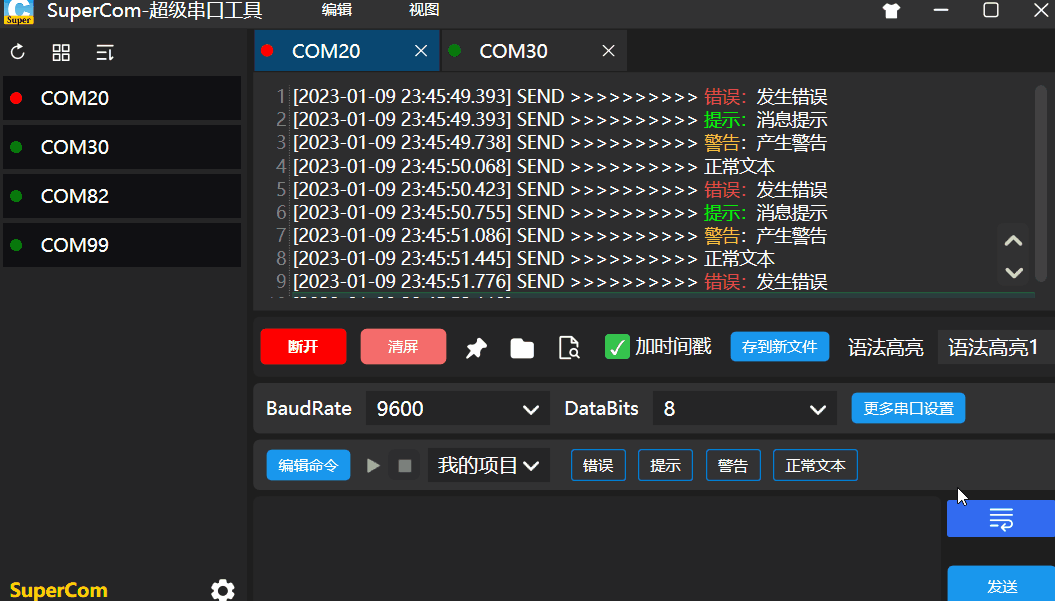 Super SuperCom-超级串口工具 编辑 视图
COM20
COM30
COM82
COM99
SuperCom
COM20 COM30
1 [2023-01-09 23:45:49.393] SEND >>>>>>>>>> 错误：发生错误
2 [2023-01-09 23:45:49.393] SEND >>>>>>>>>> 提示：消息提示
3 [2023-01-09 23:45:49.738] SEND >>>>>>>>>> 警告：产生警告
4 [2023-01-09 23:45:50.068] SEND >>>>>>>>>> 正常文本
5 [2023-01-09 23:45:50.423] SEND >>>>>>>>>> 错误：发生错误
6 [2023-01-09 23:45:50.755] SEND >>>>>>>>>> 提示：消息提示
7 [2023-01-09 23:45:51.086] SEND >>>>>>>>>> 警告：产生警告
8 [2023-01-09 23:45:51.445] SEND >>>>>>>>>> 正常文本
9 [2023-01-09 23:45:51.776] SEND >>>>>>>>>> 错误：发生错误
断开 清屏 加时间戳 存到新文件 语法高亮 语法高亮1
BaudRate 9600 DataBits 8 更多串口设置
编辑命令 我的项目 错误 提示 警告 正常文本
发送